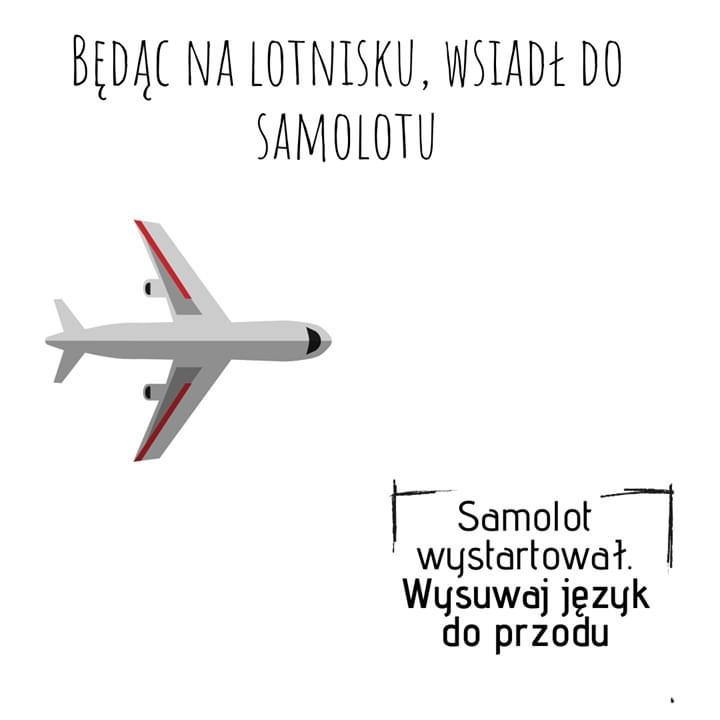 Będąc na lotnisku, wsiadł do
samolotu
Samolot
wystartował.
Wysuwaj język
do przodu